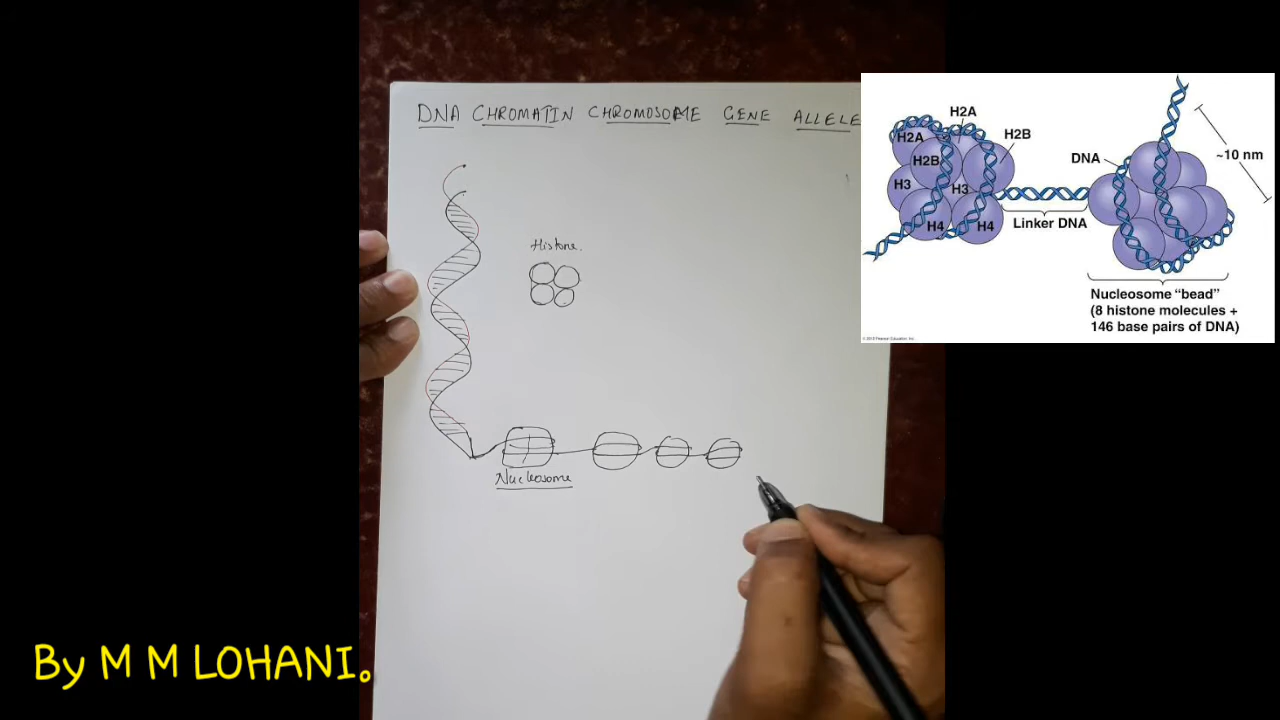 DNA CHROMATIN CHROMOSOME GENE ALLELE
Histone.
Nucleosome
H2A
H2A
H2B
H2B
H3
H3
H4
H4
DNA
~10 nm
Linker DNA
Nucleosome “bead”
(8 histone molecules +
146 base pairs of DNA)
By M M LOHANI.